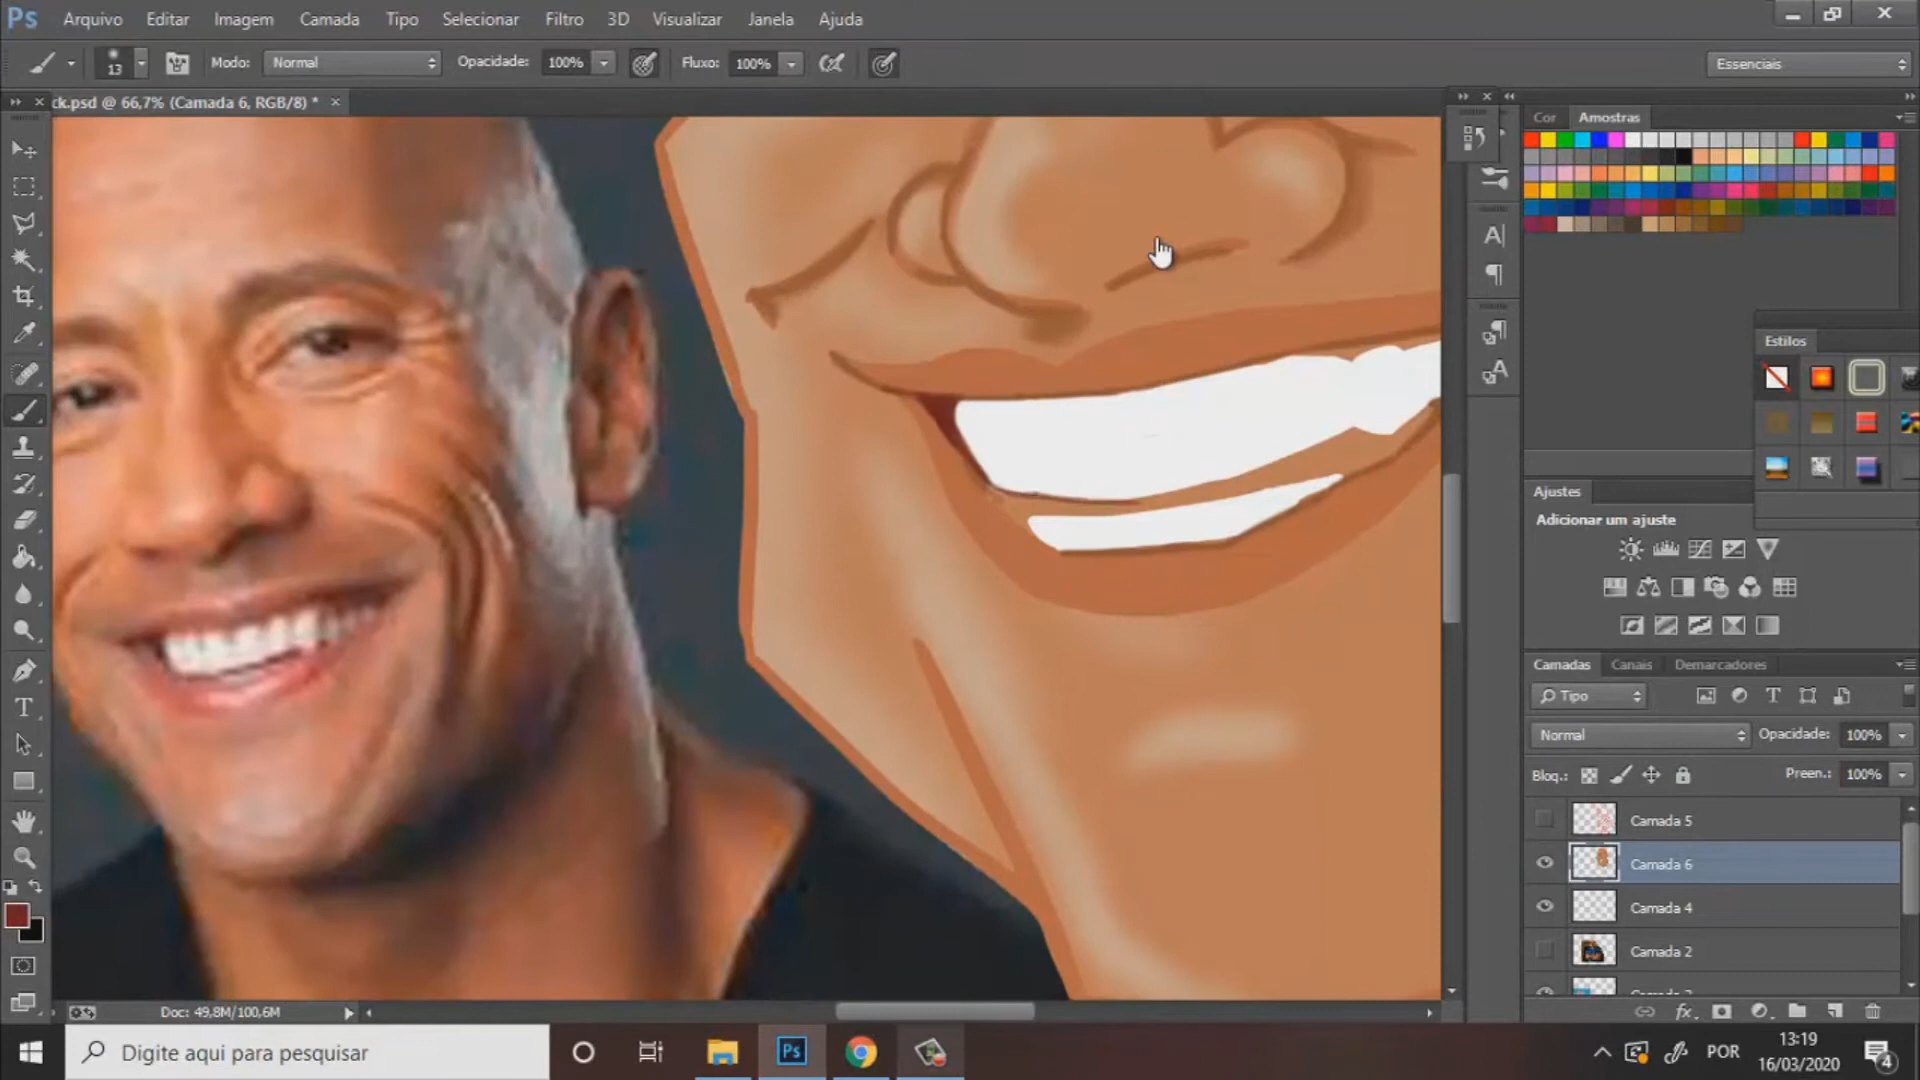 Ps Arquivo Editar Imagem Camada Tipo Selecionar Filtro 3D Visualizar Janela Ajuda
13 Modo: Normal Opacidade: 100% Fluxo: 100% Essenciais
ck.psd @ 66,7% (Camada 6, RGB/8) * ×
Cor Amostras
Estilos
Ajustes
Adicionar um ajuste
Camadas Canais Demarcadores
Tipo
Normal Opacidade: 100%
Bloq.: Preen.: 100%
Camada 5
Camada 6
Camada 4
Camada 2
Doc: 49,8M/100,6M
Digite aqui para pesquisar
Ps
POR
13:19
16/03/2020
4